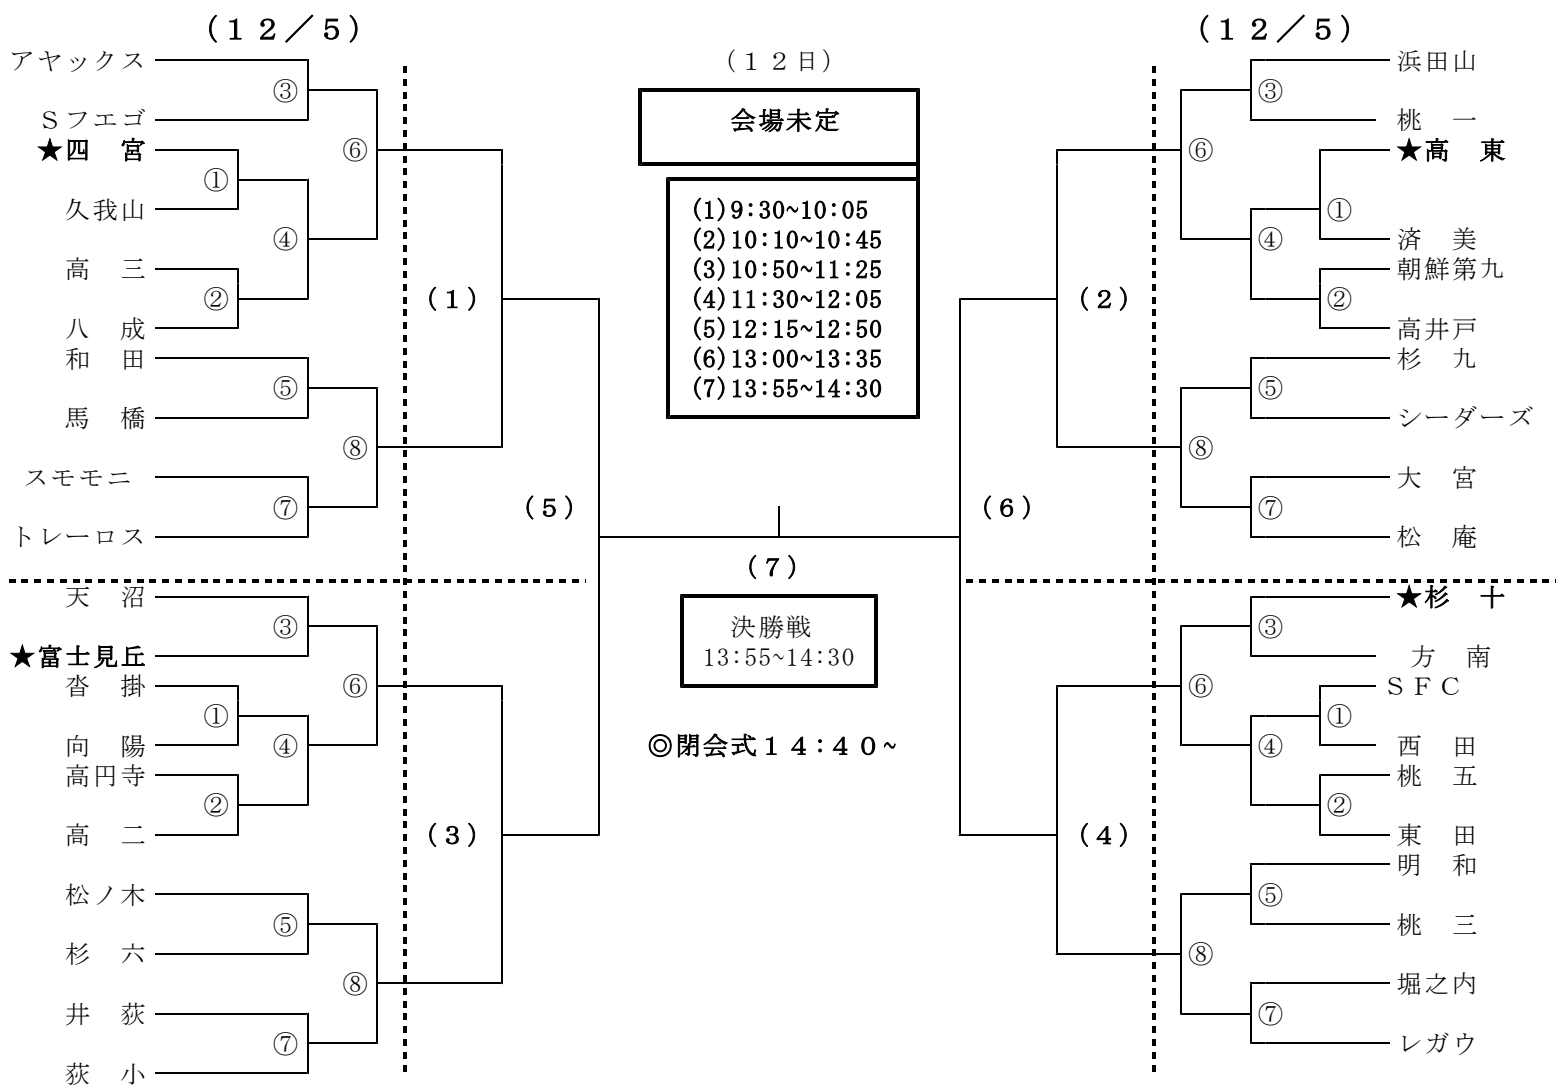 (１２／５)
アヤックス
③
Ｓフエゴ
★四　宮
⑥
①
久我山
④
高　三
②
八　成
(１)
和　田
⑤
馬　橋
⑧
スモモニ
⑦
トレーロス
(５)
天　沼
③
★富士見丘
沓　掛
⑥
①
向　陽
④
高円寺
②
高　二
(３)
松ノ木
⑤
杉　六
⑧
井　荻
⑦
荻　小
(１２日)
会場未定
(1)9:30~10:05
(2)10:10~10:45
(3)10:50~11:25
(4)11:30~12:05
(5)12:15~12:50
(6)13:00~13:35
(7)13:55~14:30
(７)
決勝戦
13:55~14:30
◎閉会式１４:４０~
(１２／５)
浜田山
③
桃　一
★高　東
⑥
①
済　美
④
朝鮮第九
②
高井戸
(２)
杉　九
⑤
シーダーズ
⑧
大　宮
⑦
松　庵
(６)
★杉　十
③
方　南
ＳＦＣ
⑥
①
西　田
④
桃　五
②
東　田
(４)
明　和
⑤
桃　三
⑧
堀之内
⑦
レガウ